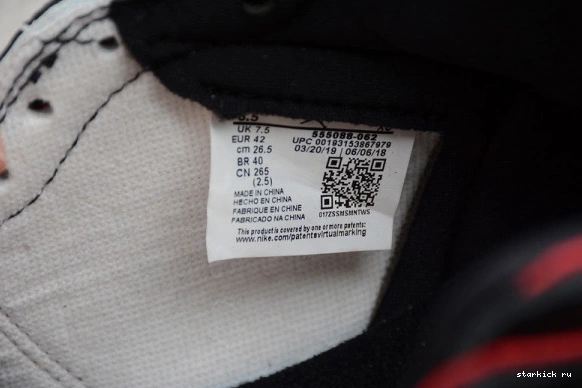 8.5
UK 7.5
EUR 42
cm 26.5
BR 40
CN 265
(2.5)
555088-062
UPC 00193153867979
03/20/19 | 06/06/18
MADE IN CHINA
HECHO EN CHINA
FABRIQUE EN CHINE
FABRICADO NA CHINA
017ZSSMSMNTWS
This product is covered by one or more patents:
www.nike.com/patentsvirtualmarking
starkick ru